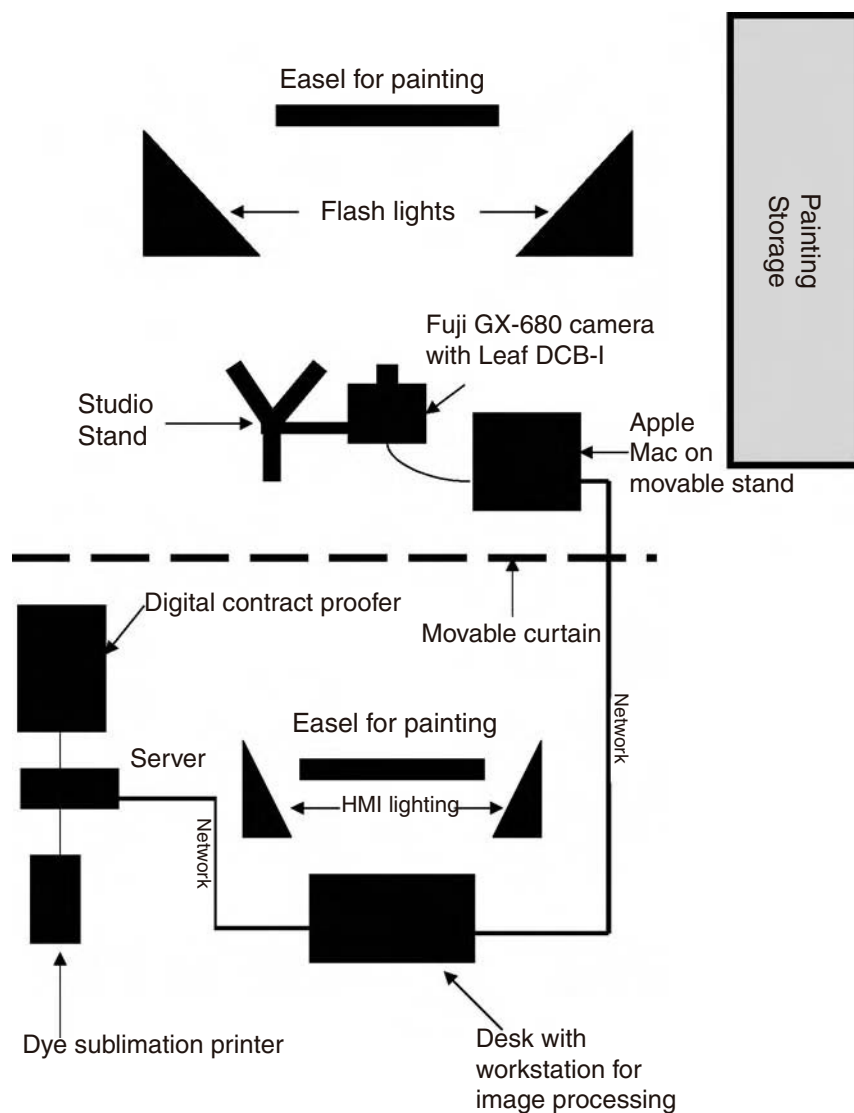 Easel for painting
Painting
Storage
Flash lights
Fuji GX-680 camera
with Leaf DCB-I
Studio
Stand
Apple
Mac on
movable stand
Digital contract proofer
Movable curtain
Network
Easel for painting
Server
HMI lighting
Network
Dye sublimation printer
Desk with
workstation for
image processing